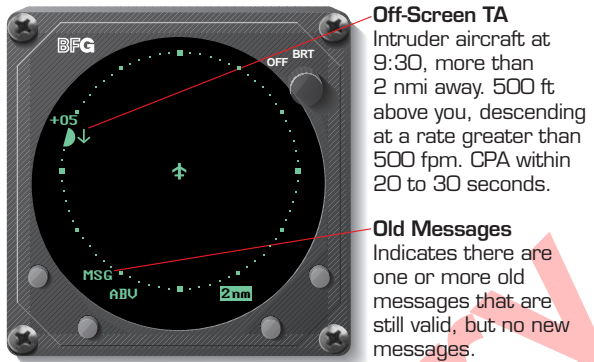 BFG
OFF BRT
+05
MSG
ABV
2nm
Off-Screen TA
Intruder aircraft at
9:30, more than
2 nmi away. 500 ft
above you, descending
at a rate greater than
500 fpm. CPA within
20 to 30 seconds.
Old Messages
Indicates there are
one or more old
messages that are
still valid, but no new
messages.